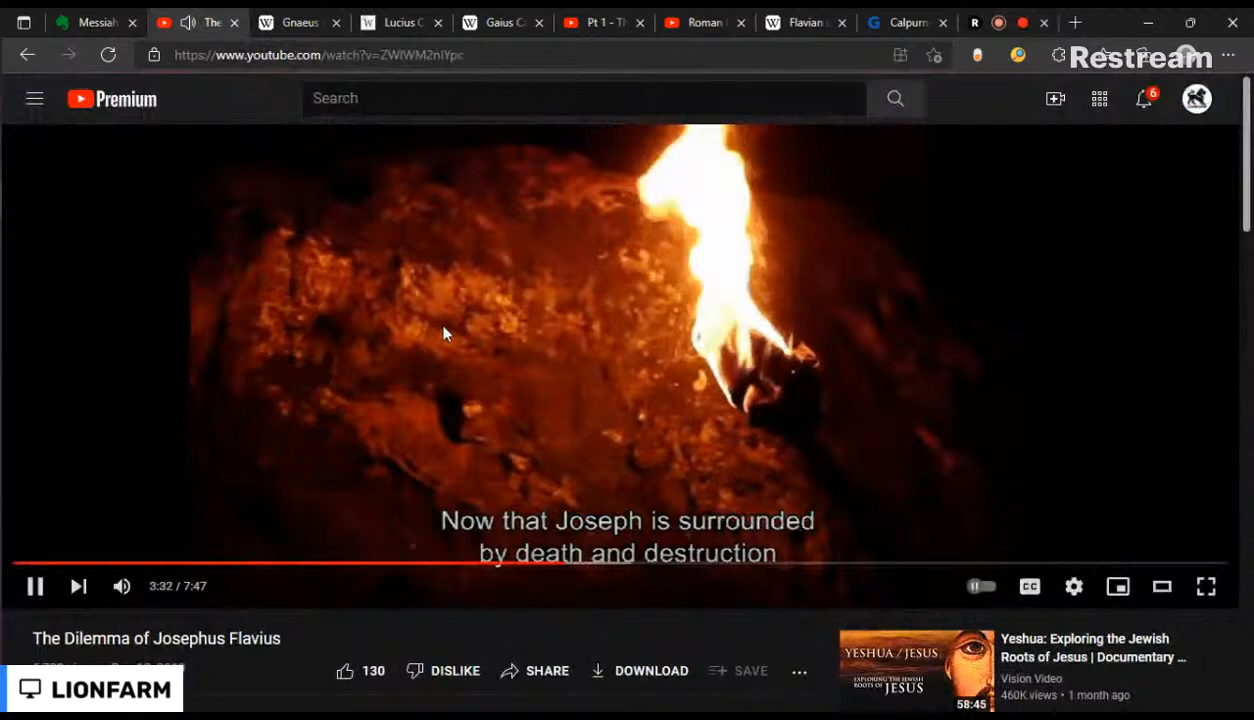 Messiah
The
Gnaeus
Lucius C
Gaius Ca
Pt 1 - Th
Roman I
Flavian
Calpurn
https://www.youtube.com/watch?v=ZWIWM2nIYpc
Restream
Premium
Search
6
Now that Joseph is surrounded
by death and destruction
3:32 / 7:47
CC
The Dilemma of Josephus Flavius
130
DISLIKE
SHARE
DOWNLOAD
SAVE
LIONFARM
YESHUA / JESUS
EXPLORING THE JEWISH
ROOTS OF JESUS
58:45
Yeshua: Exploring the Jewish
Roots of Jesus | Documentary ...
Vision Video
460K views • 1 month ago